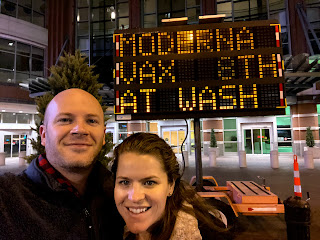 MODERNA
VAX 8TH
AT WASH